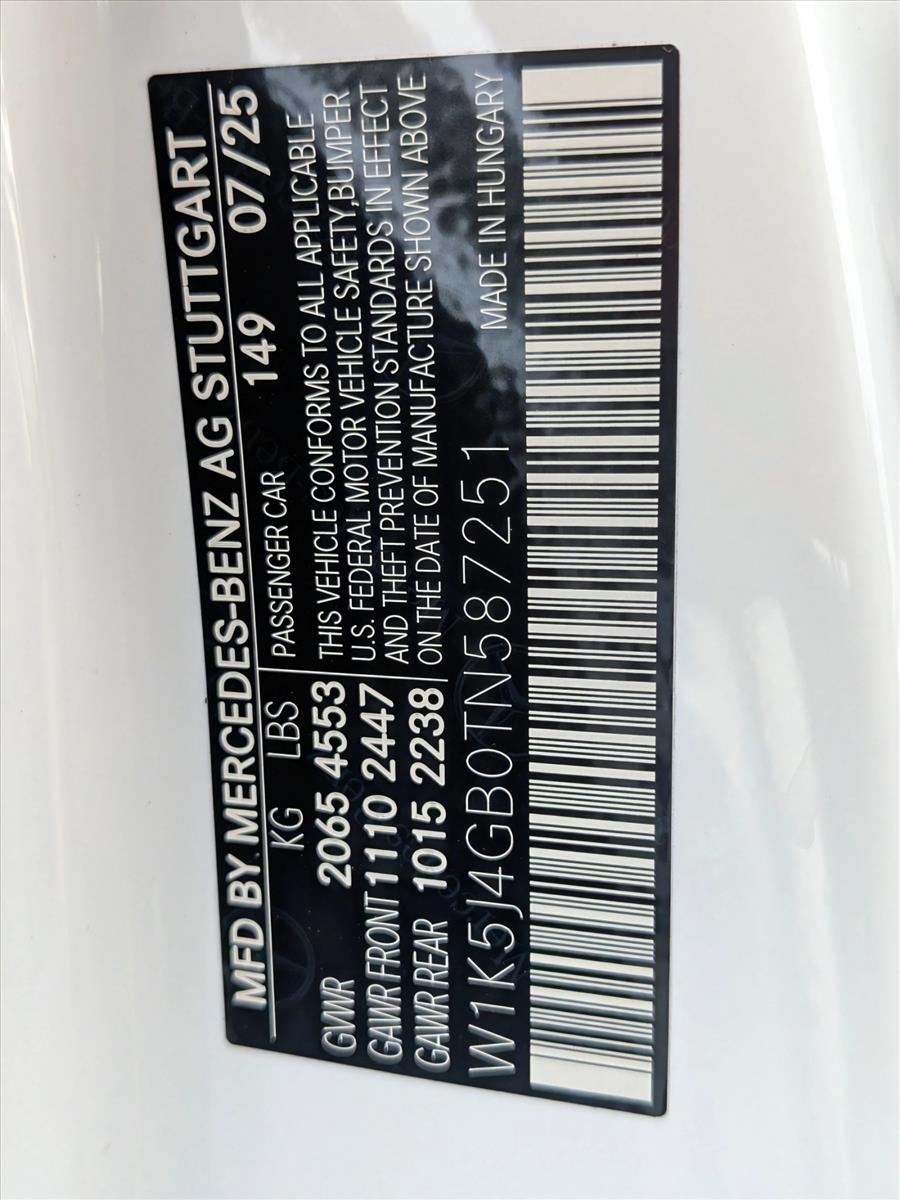 MFD BY MERCEDES-BENZ AG STUTTGART
KG LBS PASSENGER CAR 149 07/25
GVWR 2065 4553 THIS VEHICLE CONFORMS TO ALL APPLICABLE
U.S. FEDERAL MOTOR VEHICLE SAFETY,BUMPER
GAWR FRONT 1110 2447 AND THEFT PREVENTION STANDARDS IN EFFECT
GAWR REAR 1015 2238 ON THE DATE OF MANUFACTURE SHOWN ABOVE
W1K5J4GB0TN587251 MADE IN HUNGARY